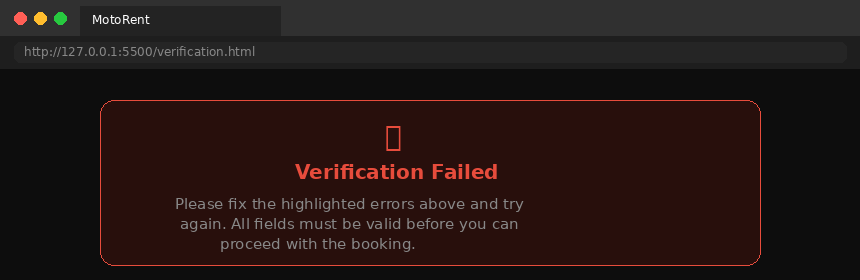 MotoRent
http://127.0.0.1:5500/verification.html
Verification Failed
Please fix the highlighted errors above and try
again. All fields must be valid before you can
proceed with the booking.